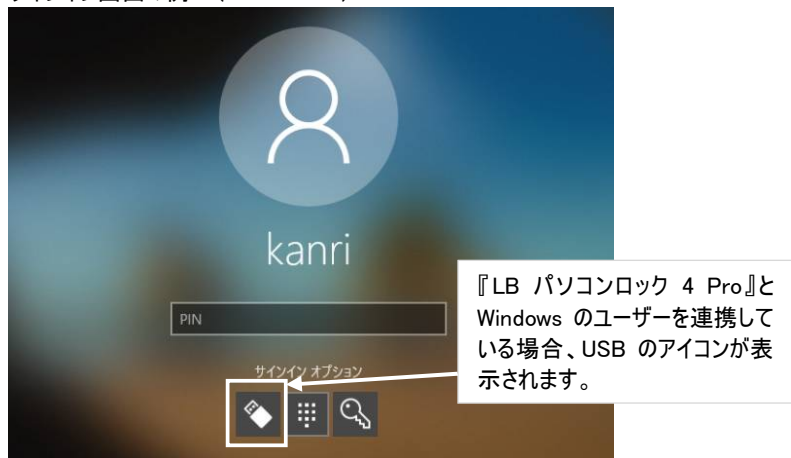 kanri
PIN
サインイン オプション
『LB パソコンロック 4 Pro』と
Windows のユーザーを連携して
いる場合、USB のアイコンが表
示されます。